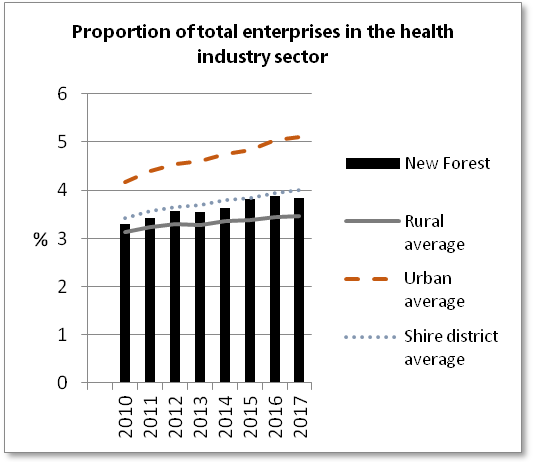 Proportion of total enterprises in the health
industry sector
6
5
4
3
2
1
0
%
2010
2011
2012
2013
2014
2015
2016
2017
New Forest
Rural
average
Urban
average
Shire district
average